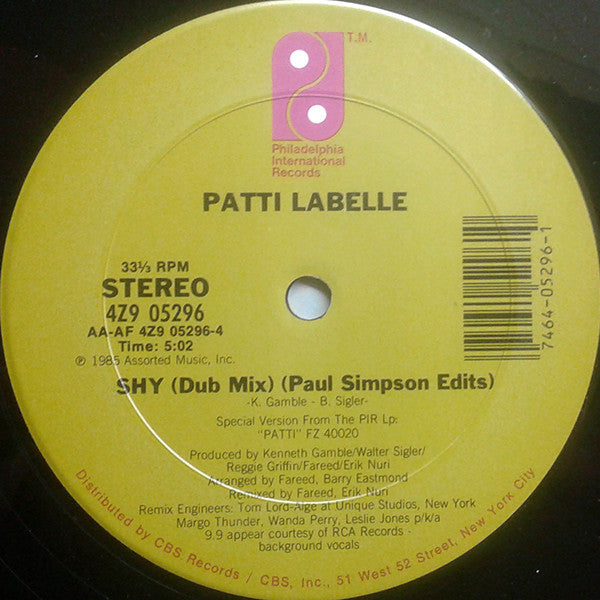 T.M.
Philadelphia
International
Records
PATTI LABELLE
33⅓ RPM
STEREO
4Z9 05296
AA-AF 4Z9 05296-4
Time: 5:02
℗ 1985 Assorted Music, Inc.
7464-05296-1
SHY (Dub Mix) (Paul Simpson Edits)
-K. Gamble - B. Sigler-
Special Version From The PIR Lp:
"PATTI" FZ 40020
Produced by Kenneth Gamble/Walter Sigler/
Reggie Griffin/Fareed/Erik Nuri
Arranged by Fareed, Barry Eastmond
Remixed by Fareed, Erik Nuri
Remix Engineers: Tom Lord-Alge at Unique Studios, New York
Margo Thunder, Wanda Perry, Leslie Jones p/k/a
9.9 appear courtesy of RCA Records -
background vocals
Distributed by CBS Records / CBS, Inc., 51 West 52 Street, New York City